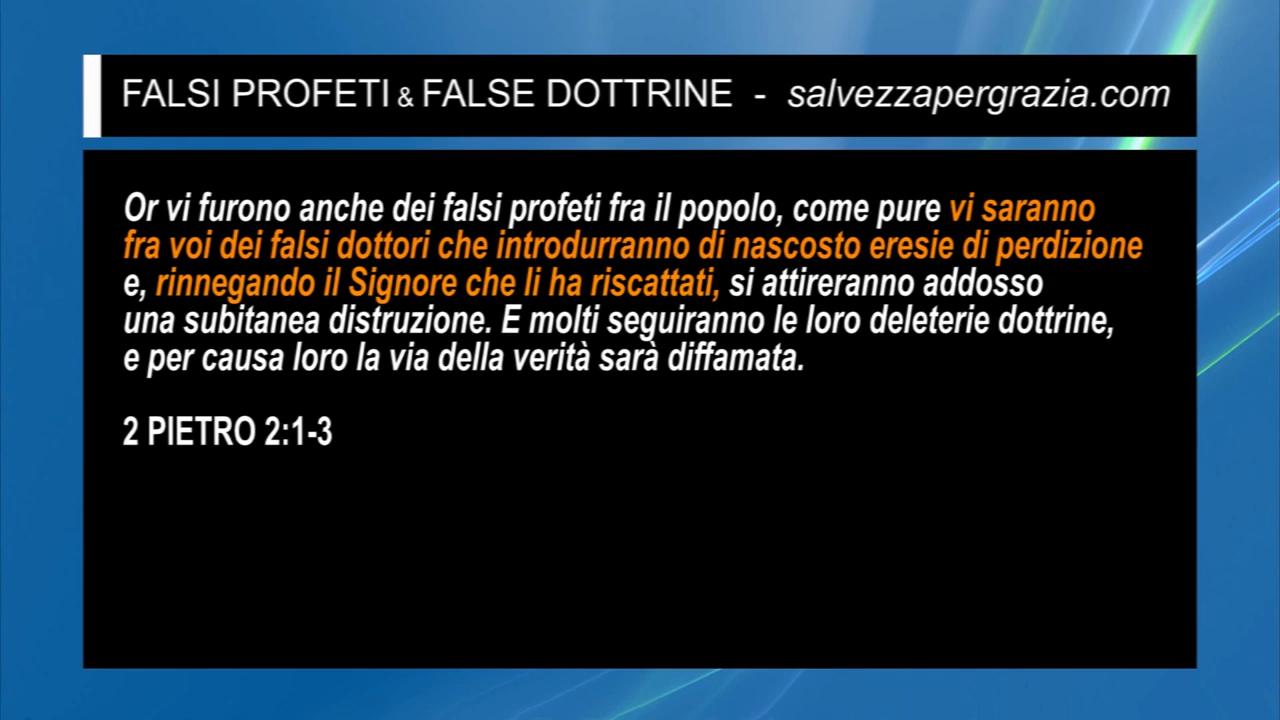 FALSI PROFETI & FALSE DOTTRINE - salvezzapergrazia.com
Or vi furono anche dei falsi profeti fra il popolo, come pure vi saranno
fra voi dei falsi dottori che introdurranno di nascosto eresie di perdizione
e, rinnegando il Signore che li ha riscattati, si attireranno addosso
una subitanea distruzione. E molti seguiranno le loro deleterie dottrine,
e per causa loro la via della verità sarà diffamata.
2 PIETRO 2:1-3